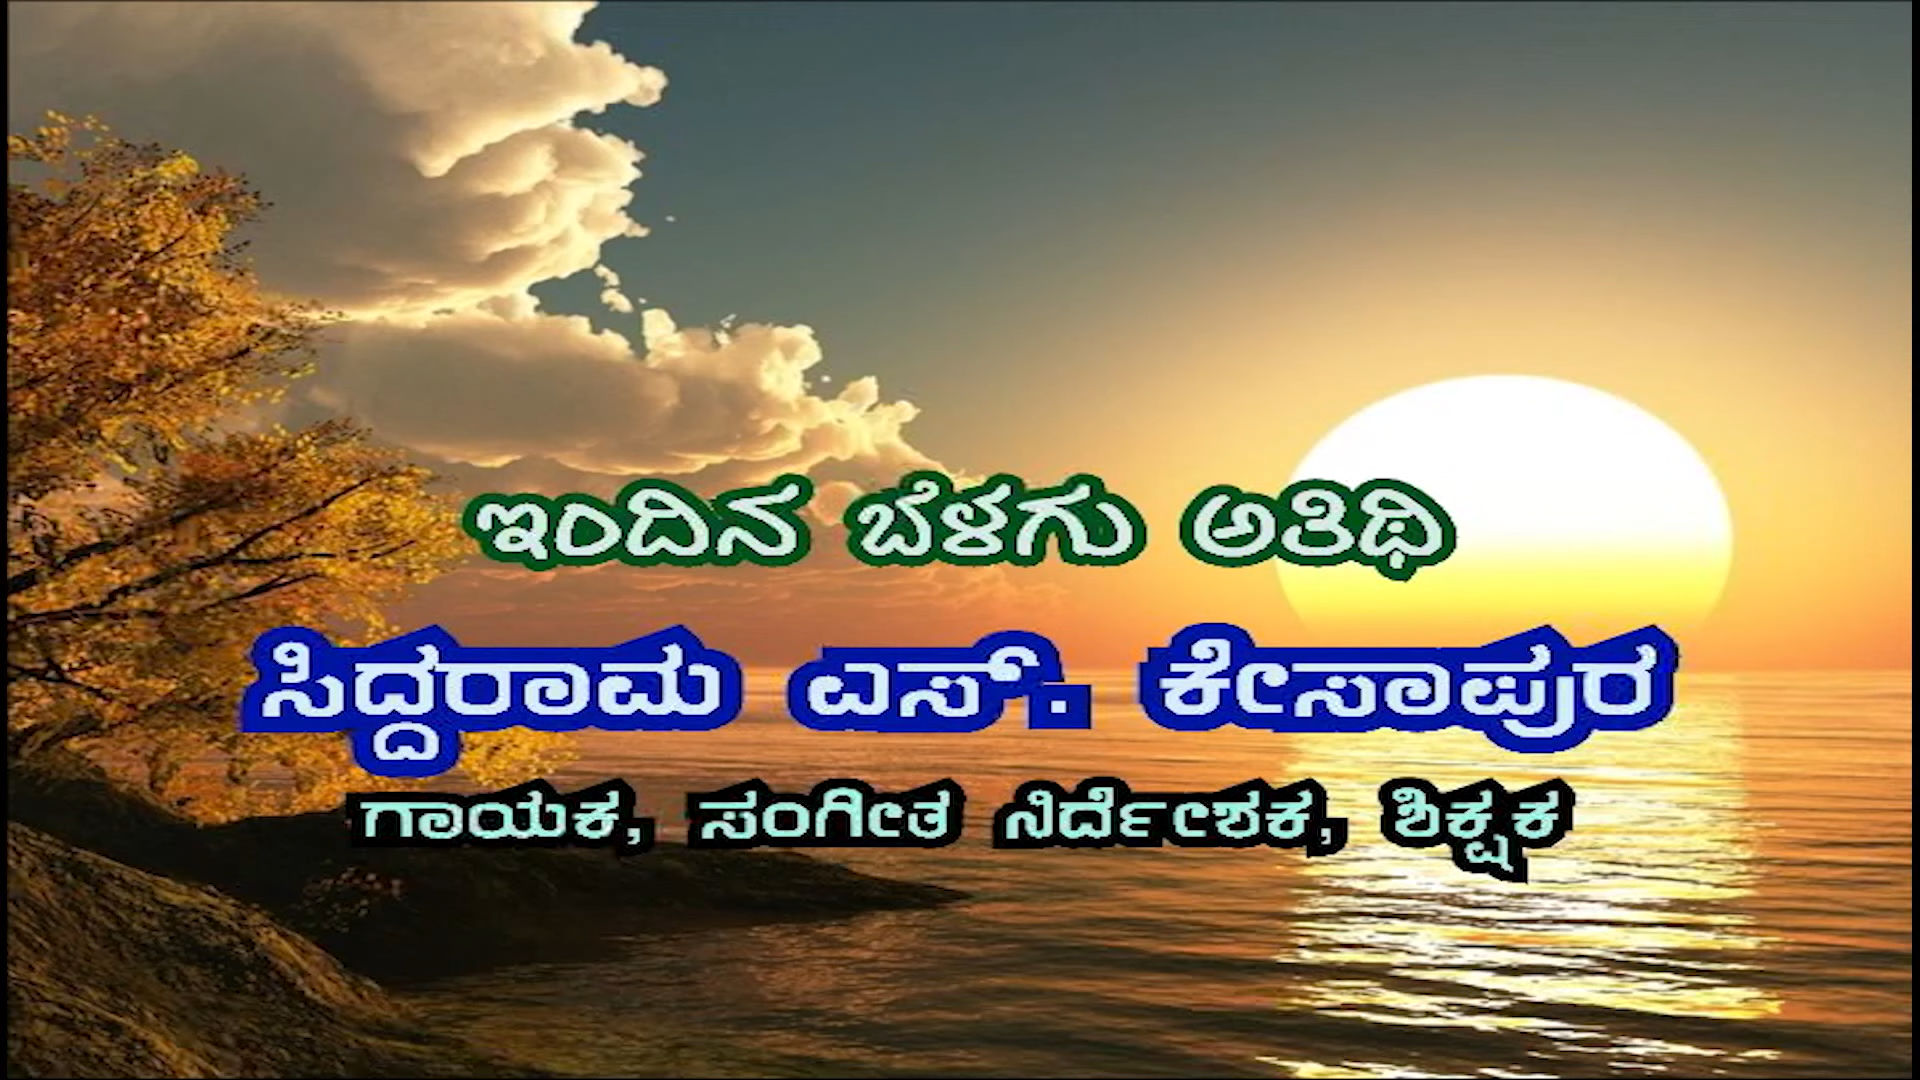 ಇಂದಿನ ಬೆಳಗು ಅತಿಥಿ
ಸಿದ್ದರಾಮ ಎಸ್. ಕೇಸಾಪುರ
ಗಾಯಕ, ಸಂಗೀತ ನಿರ್ದೇಶಕ, ಶಿಕ್ಷಕ